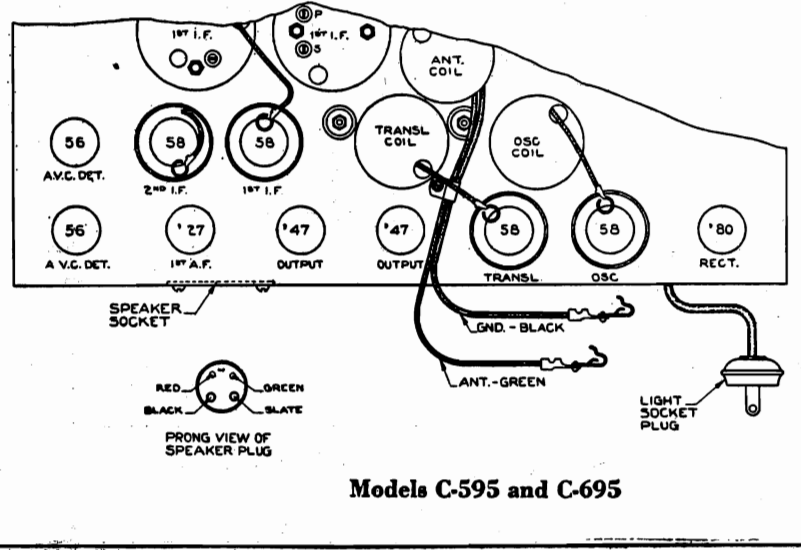 P
1ST I.F.
1ST I.F.
S
ANT.
COIL
56
58
58
TRANSL
COIL
OSC
COIL
A.V.C. DET.
2ND I.F.
1ST I.F.
56
'27
'47
'47
58
58
'80
A V.C. DET.
1ST A.F.
OUTPUT
OUTPUT
TRANSL.
OSC
RECT.
SPEAKER
SOCKET
GND. - BLACK
ANT.-GREEN
RED
GREEN
BLACK
SLATE
LIGHT
SOCKET
PLUG
PRONG VIEW OF
SPEAKER PLUG
Models C-595 and C-695